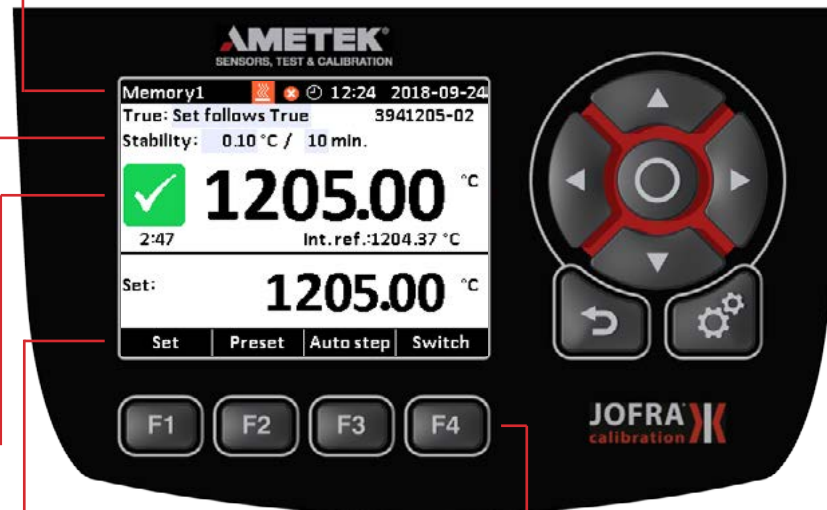 AMETEK®
SENSORS, TEST & CALIBRATION
Memory1 12:24 2018-09-24
True: Set follows True 3941205-02
Stability: 0.10 °C / 10 min.
1205.00 °C
2:47 Int.ref.:1204.37 °C
Set: 1205.00 °C
Set Preset Auto step Switch
F1 F2 F3 F4
JOFRA
calibration